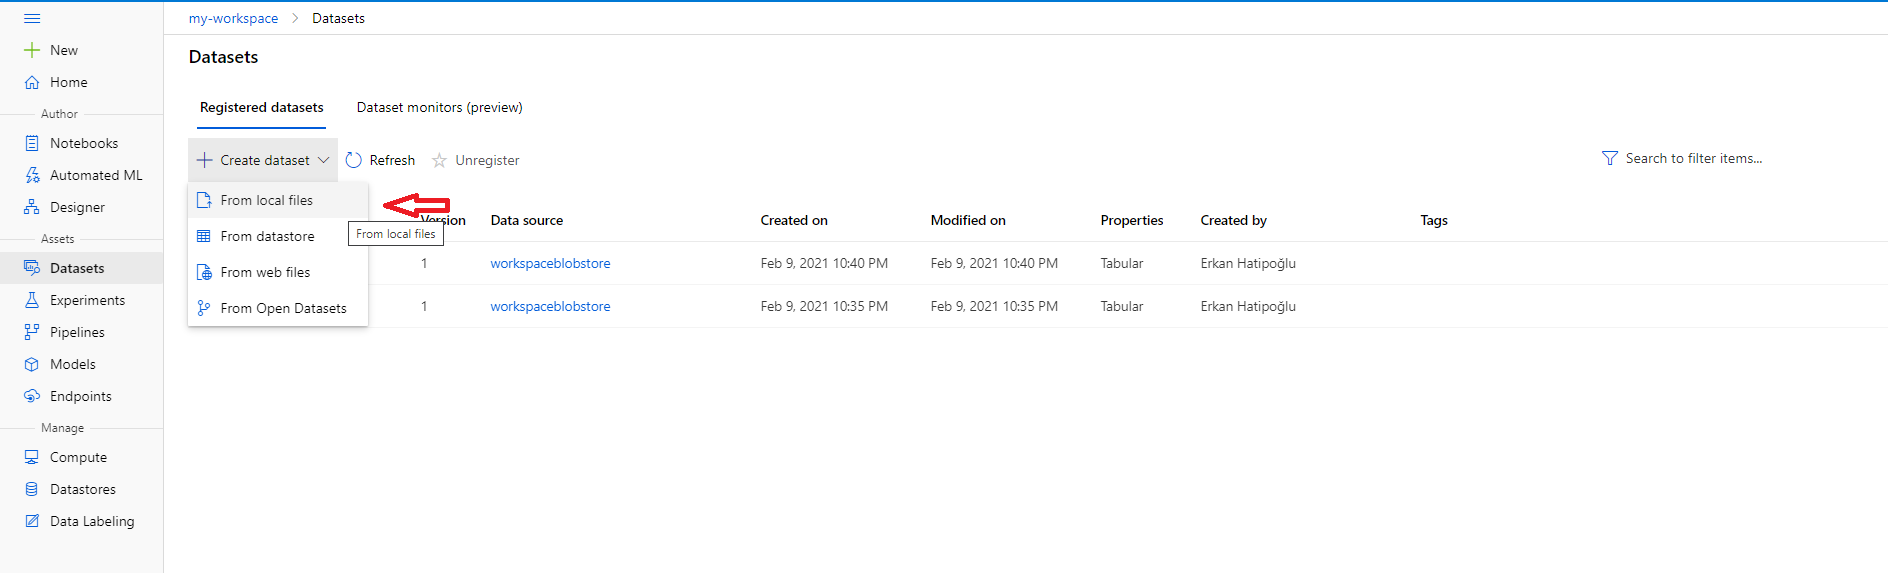 my-workspace > Datasets
New
Home
Author
Notebooks
Automated ML
Designer
Assets
Datasets
Experiments
Pipelines
Models
Endpoints
Manage
Compute
Datastores
Data Labeling
Datasets
Registered datasets Dataset monitors (preview)
Create dataset Refresh Unregister Search to filter items...
From local files
From datastore
From web files
From Open Datasets
From local files
Version Data source Created on Modified on Properties Created by Tags
1 workspaceblobstore Feb 9, 2021 10:40 PM Feb 9, 2021 10:40 PM Tabular Erkan Hatipoğlu
1 workspaceblobstore Feb 9, 2021 10:35 PM Feb 9, 2021 10:35 PM Tabular Erkan Hatipoğlu